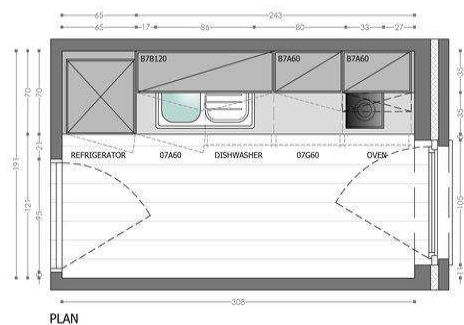 65 243
65 17 86 80 33 27
B7B120 B7A60 B7A60
70 70 35
35
REFRIGERATOR 07A60 DISHWASHER 07G60 OVEN
191 21
121 95 105
11
308
PLAN